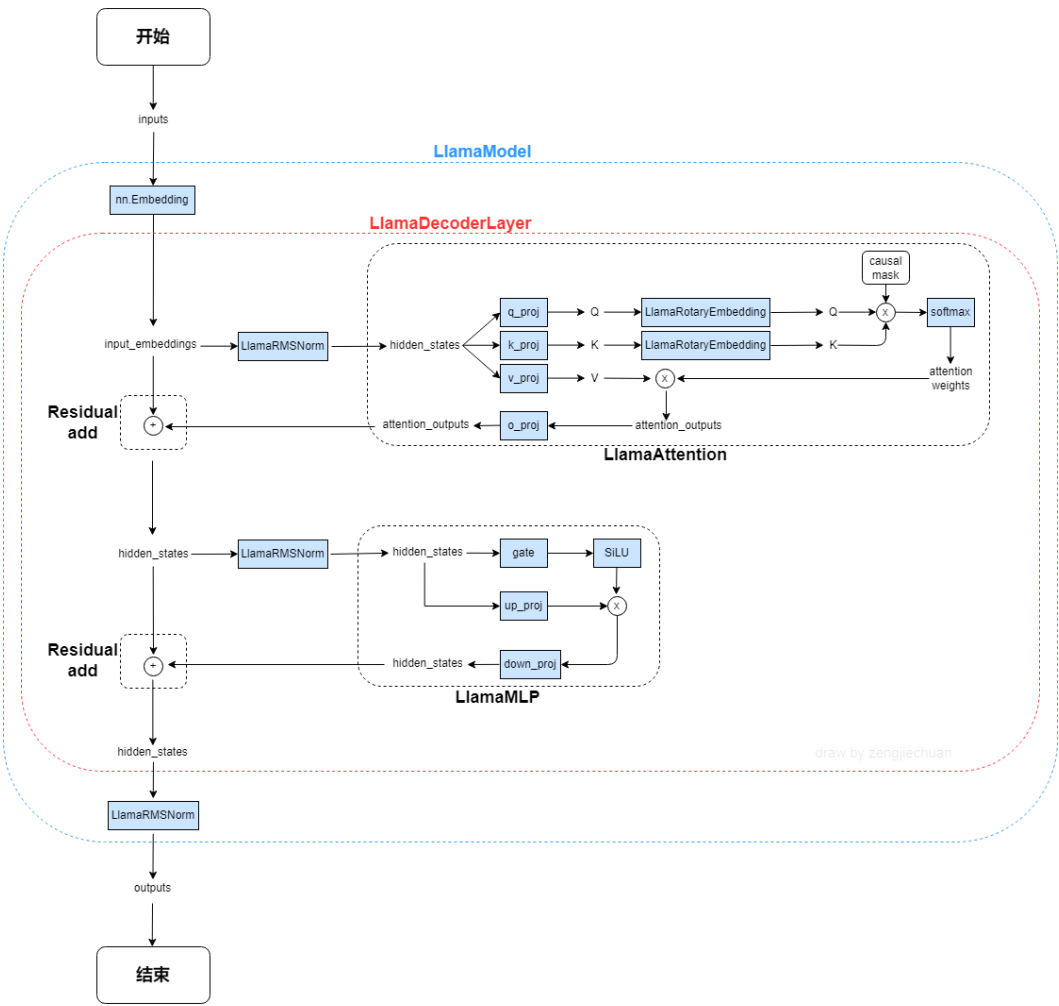 开始
inputs
LlamaModel
nn.Embedding
LlamaDecoderLayer
causal
mask
q_proj
Q
LlamaRotaryEmbedding
Q
X
softmax
input_embeddings
LlamaRMSNorm
hidden_states
k_proj
K
LlamaRotaryEmbedding
K
v_proj
V
X
attention
weights
Residual
add
+
attention_outputs
o_proj
attention_outputs
LlamaAttention
hidden_states
LlamaRMSNorm
hidden_states
gate
SiLU
up_proj
X
Residual
add
+
hidden_states
down_proj
LlamaMLP
hidden_states
draw by zengjiechuan
LlamaRMSNorm
outputs
结束